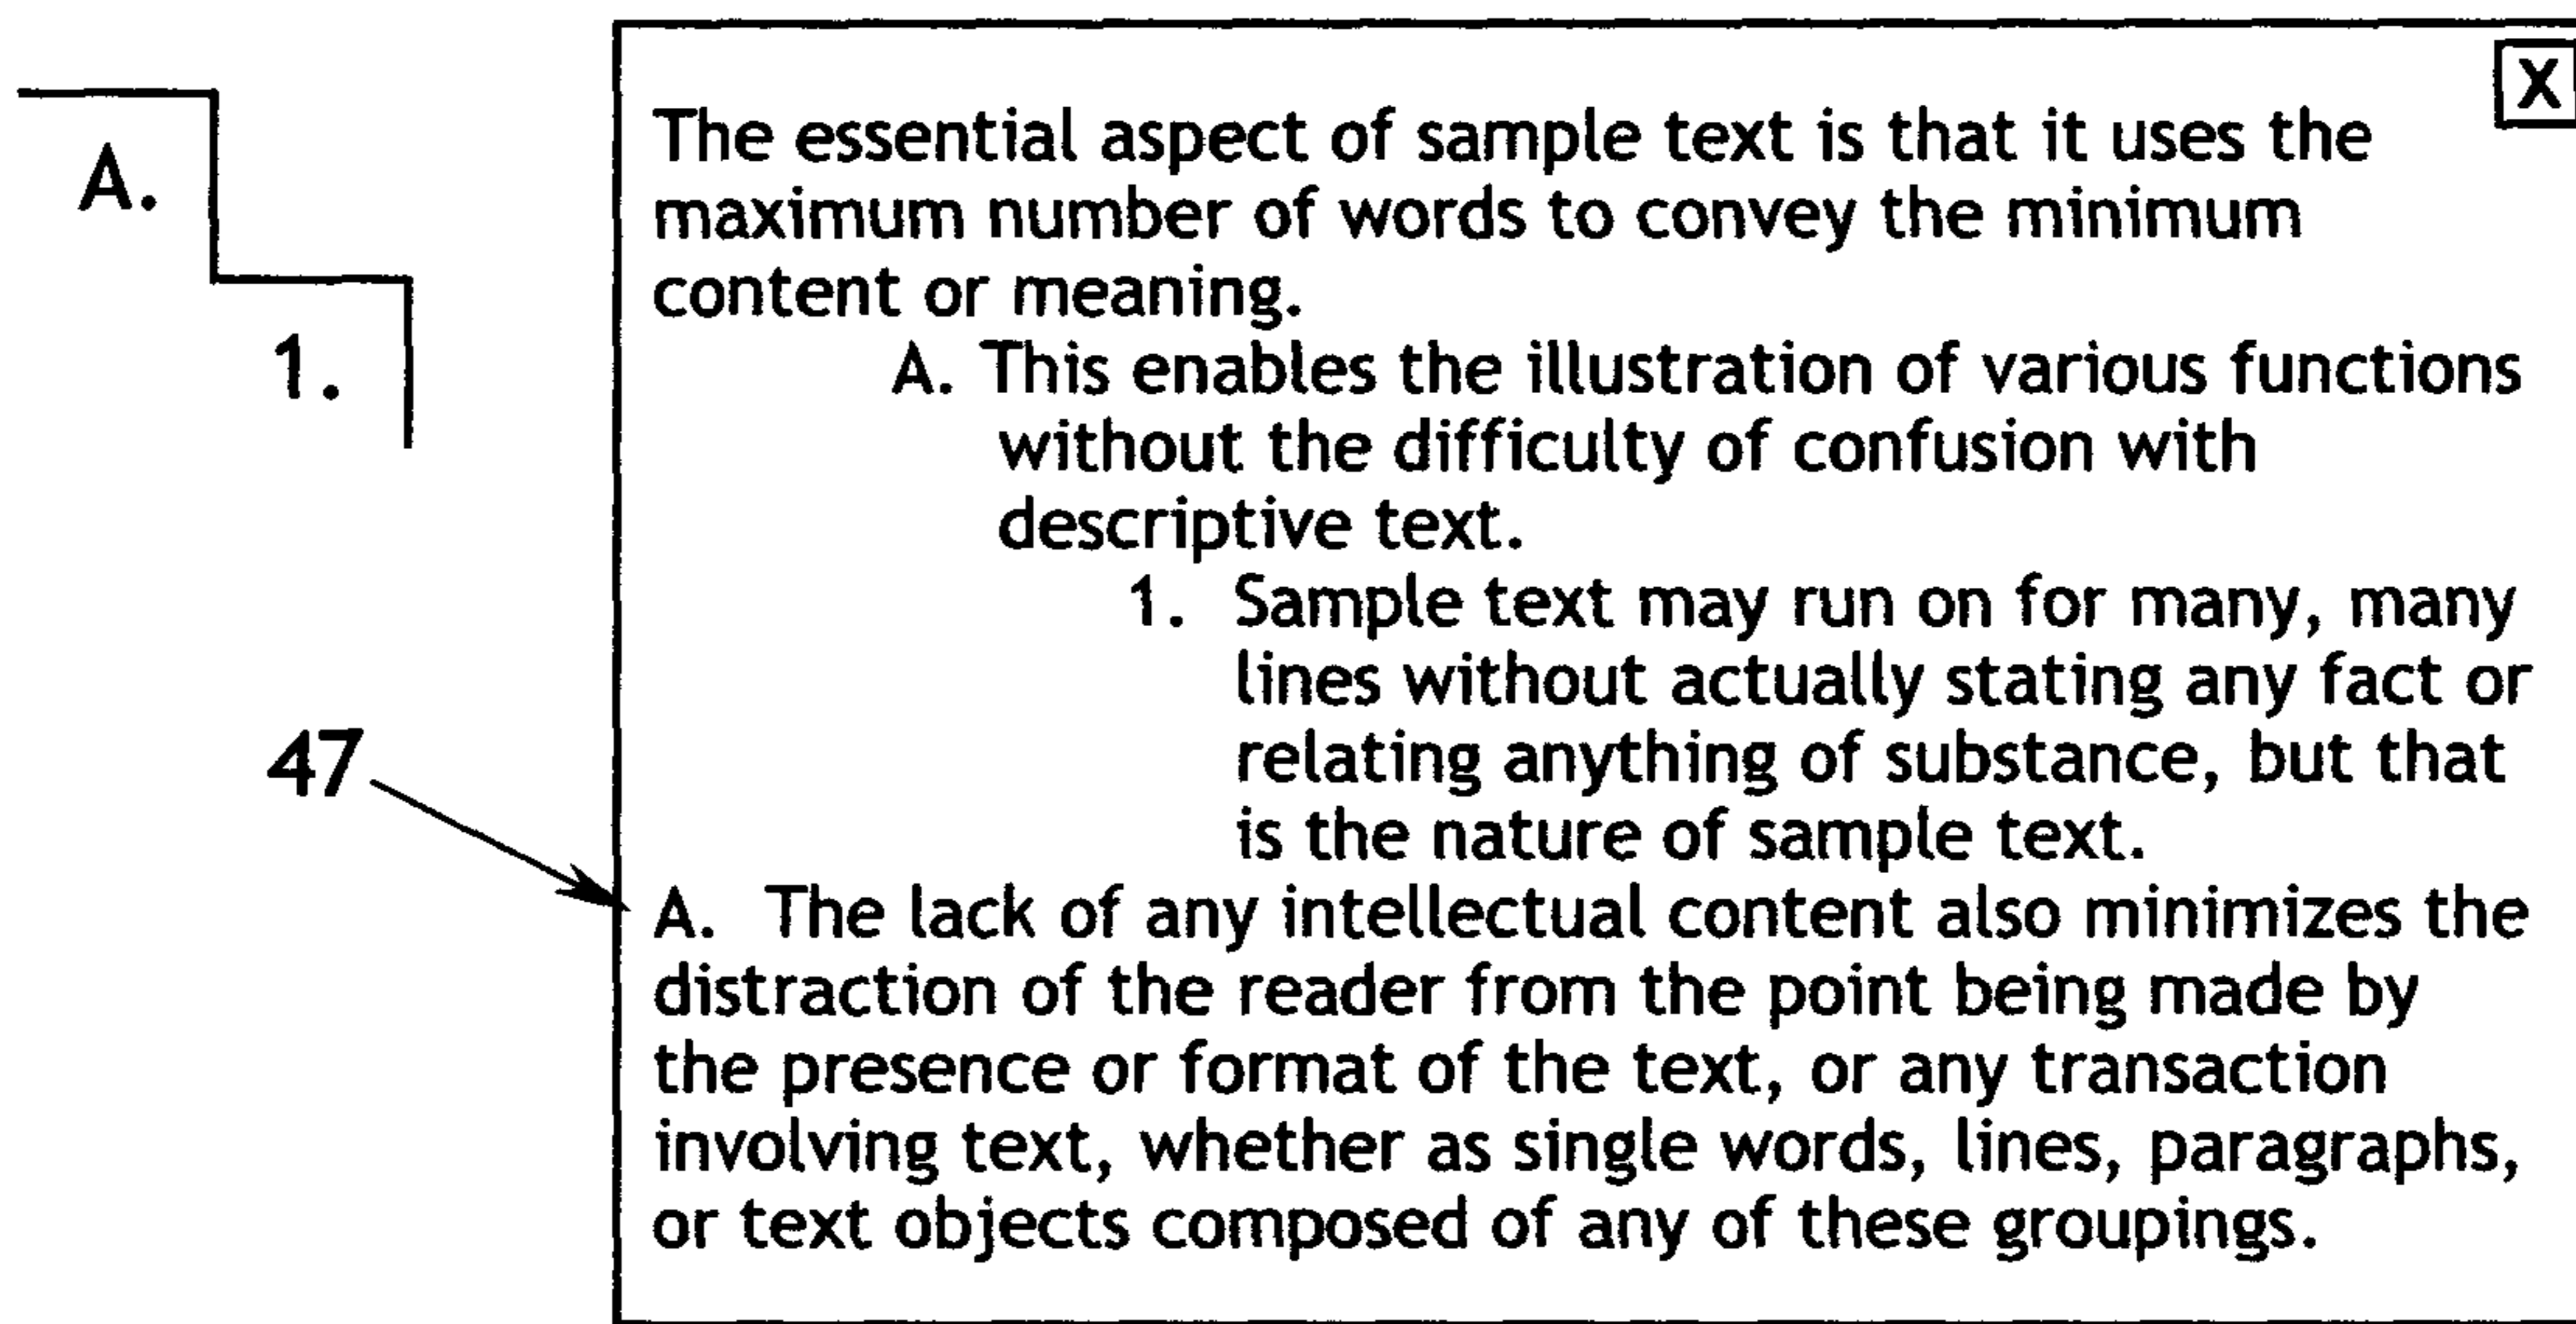 X
A.
1.
The essential aspect of sample text is that it uses the
maximum number of words to convey the minimum
content or meaning.
A. This enables the illustration of various functions
without the difficulty of confusion with
descriptive text.
1. Sample text may run on for many, many
lines without actually stating any fact or
relating anything of substance, but that
is the nature of sample text.
47
A. The lack of any intellectual content also minimizes the
distraction of the reader from the point being made by
the presence or format of the text, or any transaction
involving text, whether as single words, lines, paragraphs,
or text objects composed of any of these groupings.